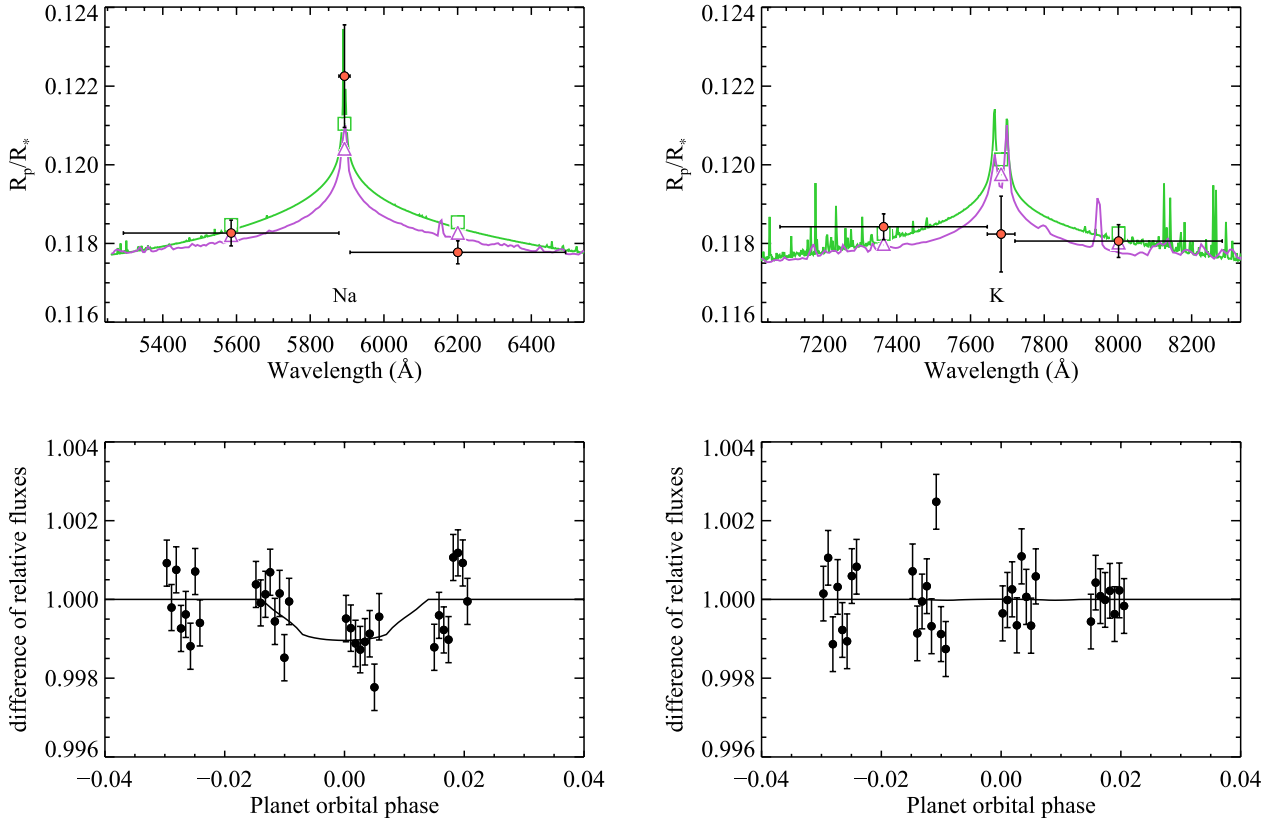 0.124
0.122
0.120
0.118
0.116
Rp/R*
Na
5400 5600 5800 6000 6200 6400
Wavelength (Å)
0.124
0.122
0.120
0.118
0.116
Rp/R*
K
7200 7400 7600 7800 8000 8200
Wavelength (Å)
1.004
1.002
1.000
0.998
0.996
difference of relative fluxes
−0.04 −0.02 0.00 0.02 0.04
Planet orbital phase
1.004
1.002
1.000
0.998
0.996
difference of relative fluxes
−0.04 −0.02 0.00 0.02 0.04
Planet orbital phase